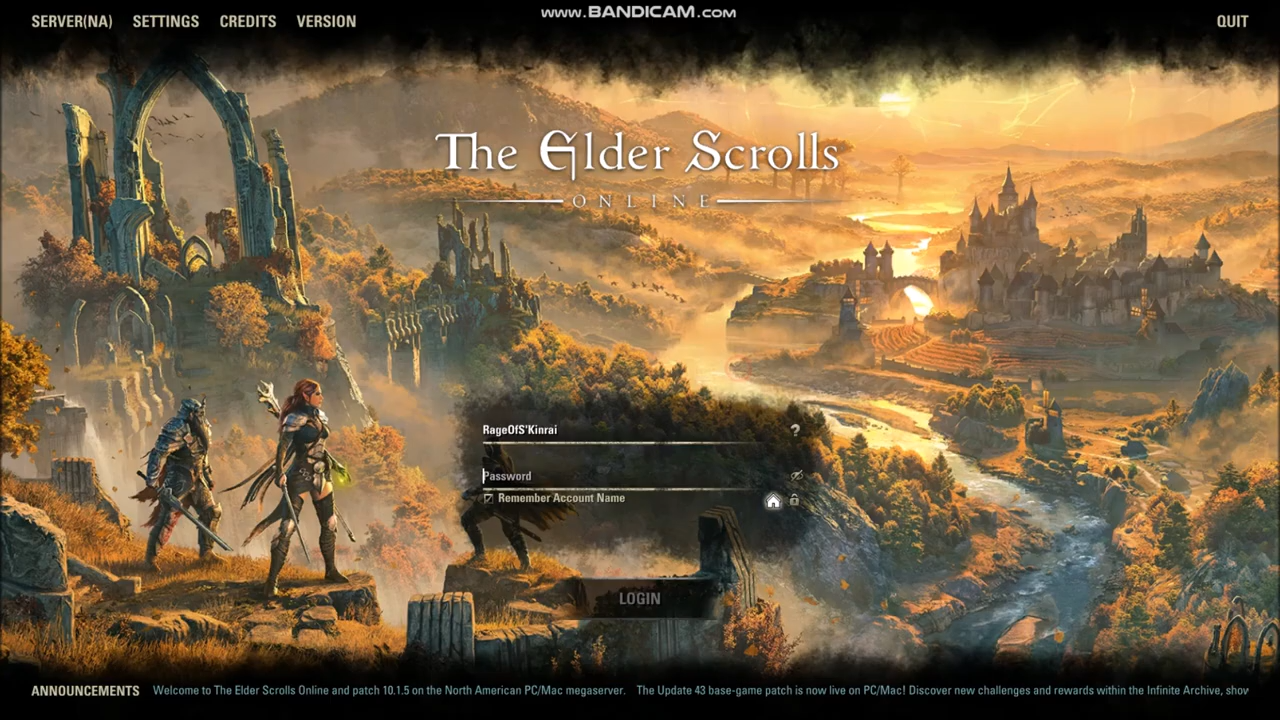 www.BANDICAM.com
SERVER(NA) SETTINGS CREDITS VERSION QUIT
The Elder Scrolls
ONLINE
RageOfS'Kinrai ?
Password
Remember Account Name
LOGIN
ANNOUNCEMENTS Welcome to The Elder Scrolls Online and patch 10.1.5 on the North American PC/Mac megaserver. The Update 43 base-game patch is now live on PC/Mac! Discover new challenges and rewards within the Infinite Archive, show